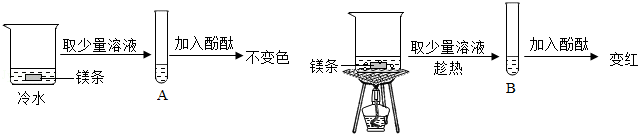 取少量溶液 加入酚酞 不变色
镁条
冷水
A
取少量溶液 加入酚酞 变红
趁热
镁条
B